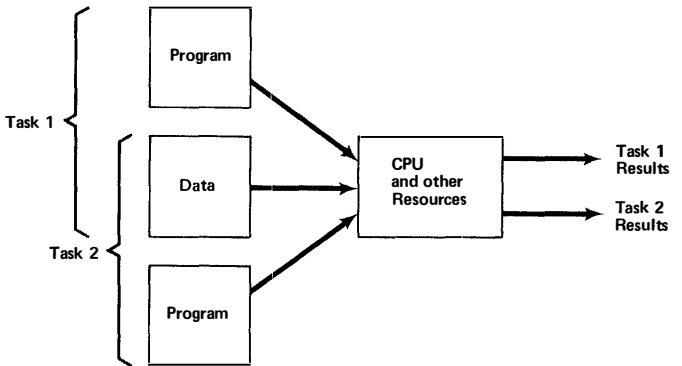 Program
Task 1
Data
CPU
and other
Resources
Task 1
Results
Task 2
Results
Task 2
Program